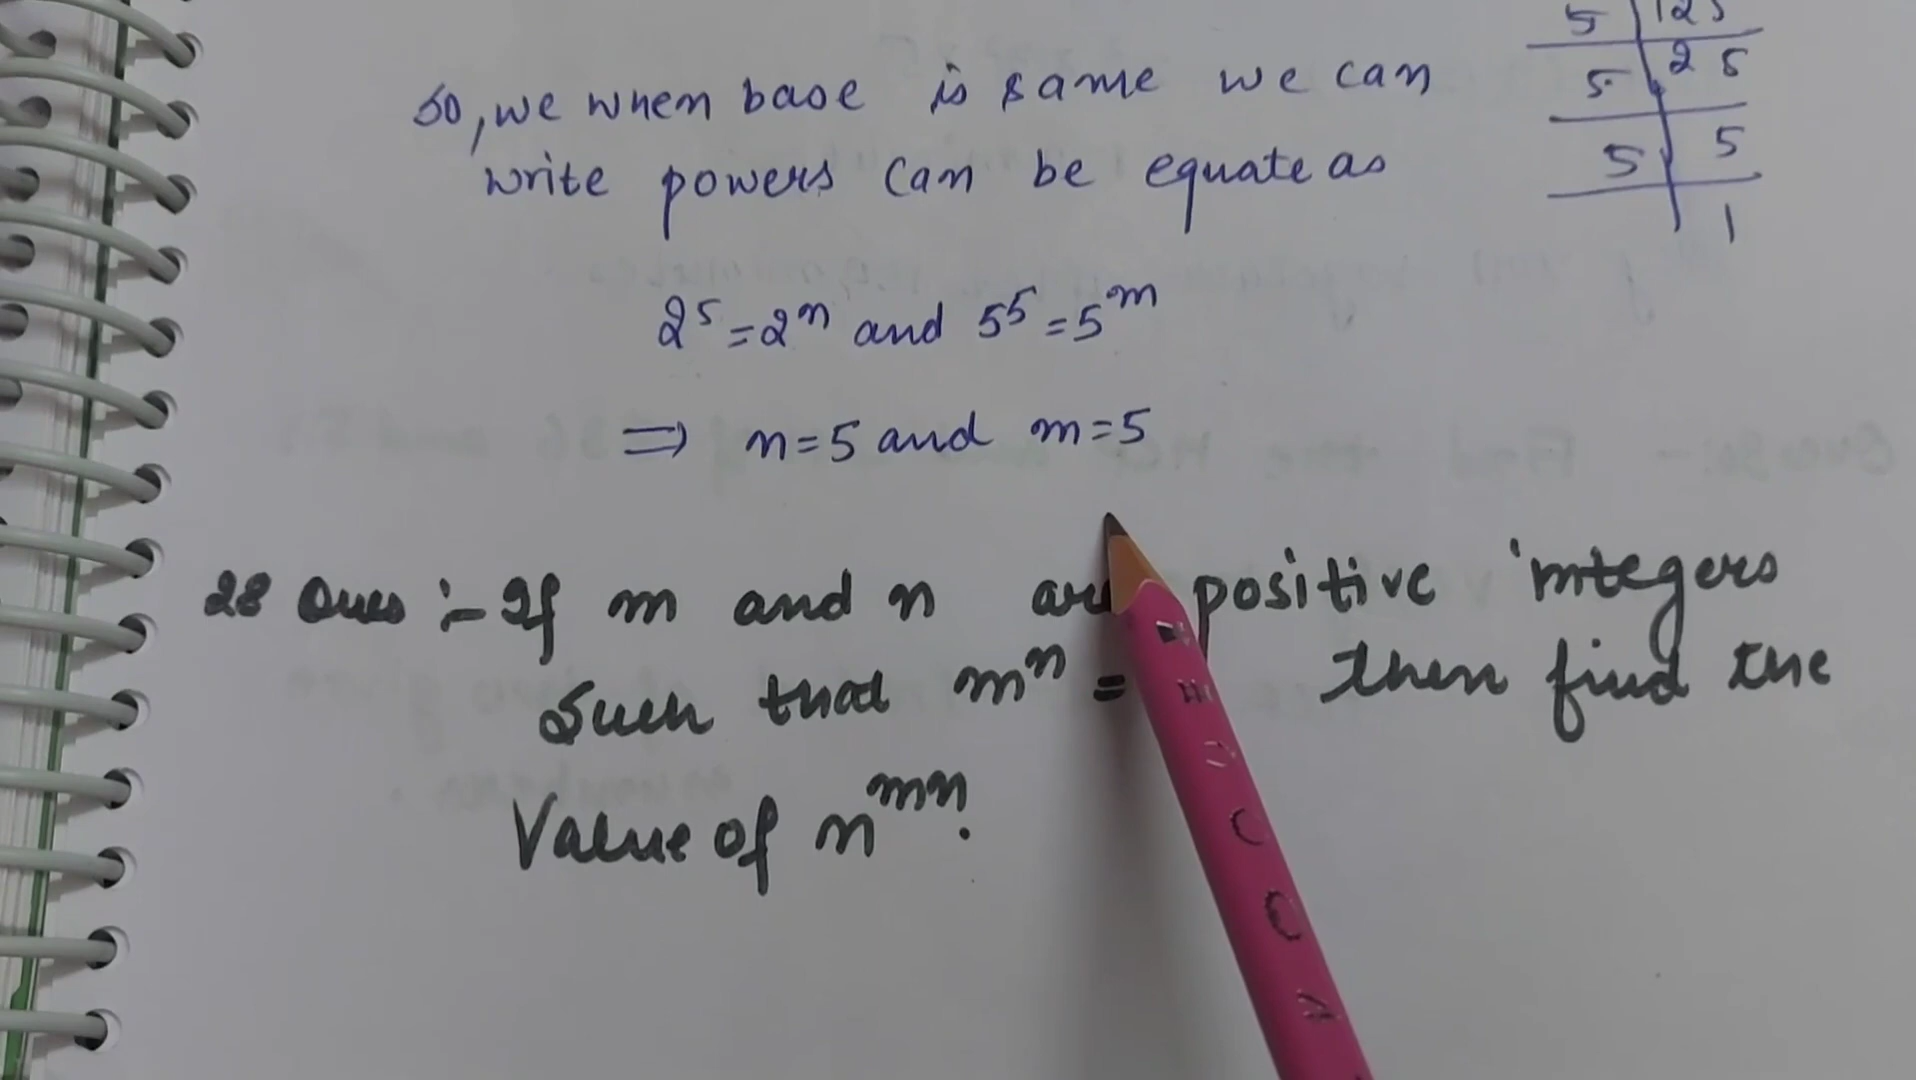 5 | 125
5 | 25
5 | 5
1
So, we when base is same we can
write powers can be equate as
2⁵=2ⁿ and 5⁵=5ᵐ
⇒ n=5 and m=5
28 Ques :- If m and n are positive integers
such that mⁿ = then find the
Value of n^mn.